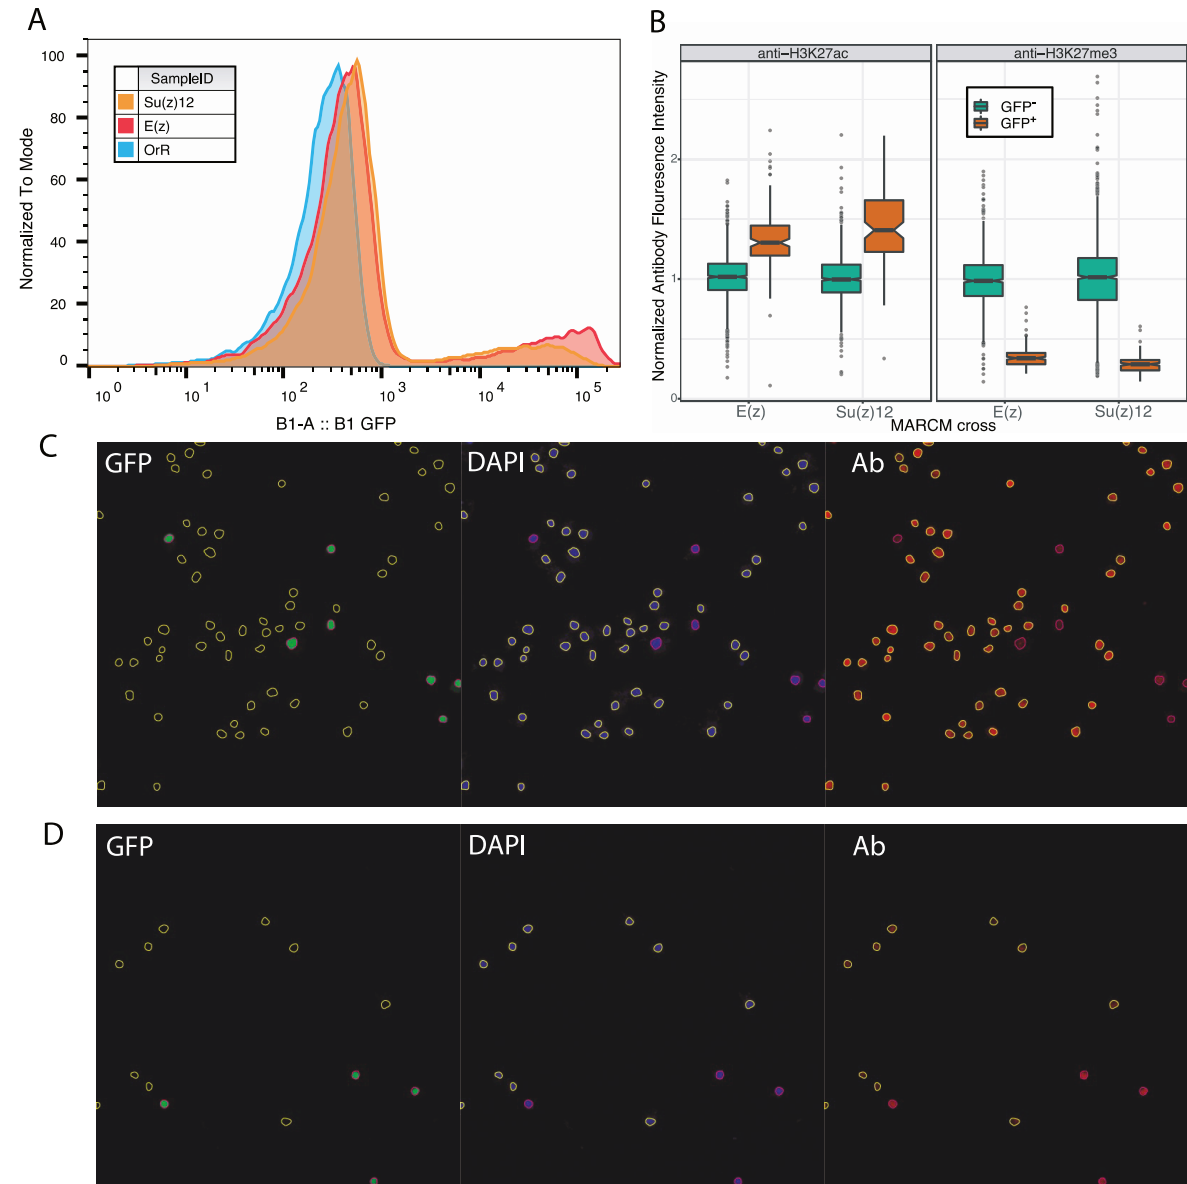 A
Normalized To Mode
100
80
60
40
20
0
SampleID
Su(z)12
E(z)
OrR
10 0
10 1
10 2
10 3
10 4
10 5
B1-A :: B1 GFP
B
Normalized Antibody Flouresence Intensity
anti−H3K27ac
anti−H3K27me3
2
1
0
GFP-
GFP+
E(z)
Su(z)12
E(z)
Su(z)12
MARCM cross
C
GFP
DAPI
Ab
D
GFP
DAPI
Ab